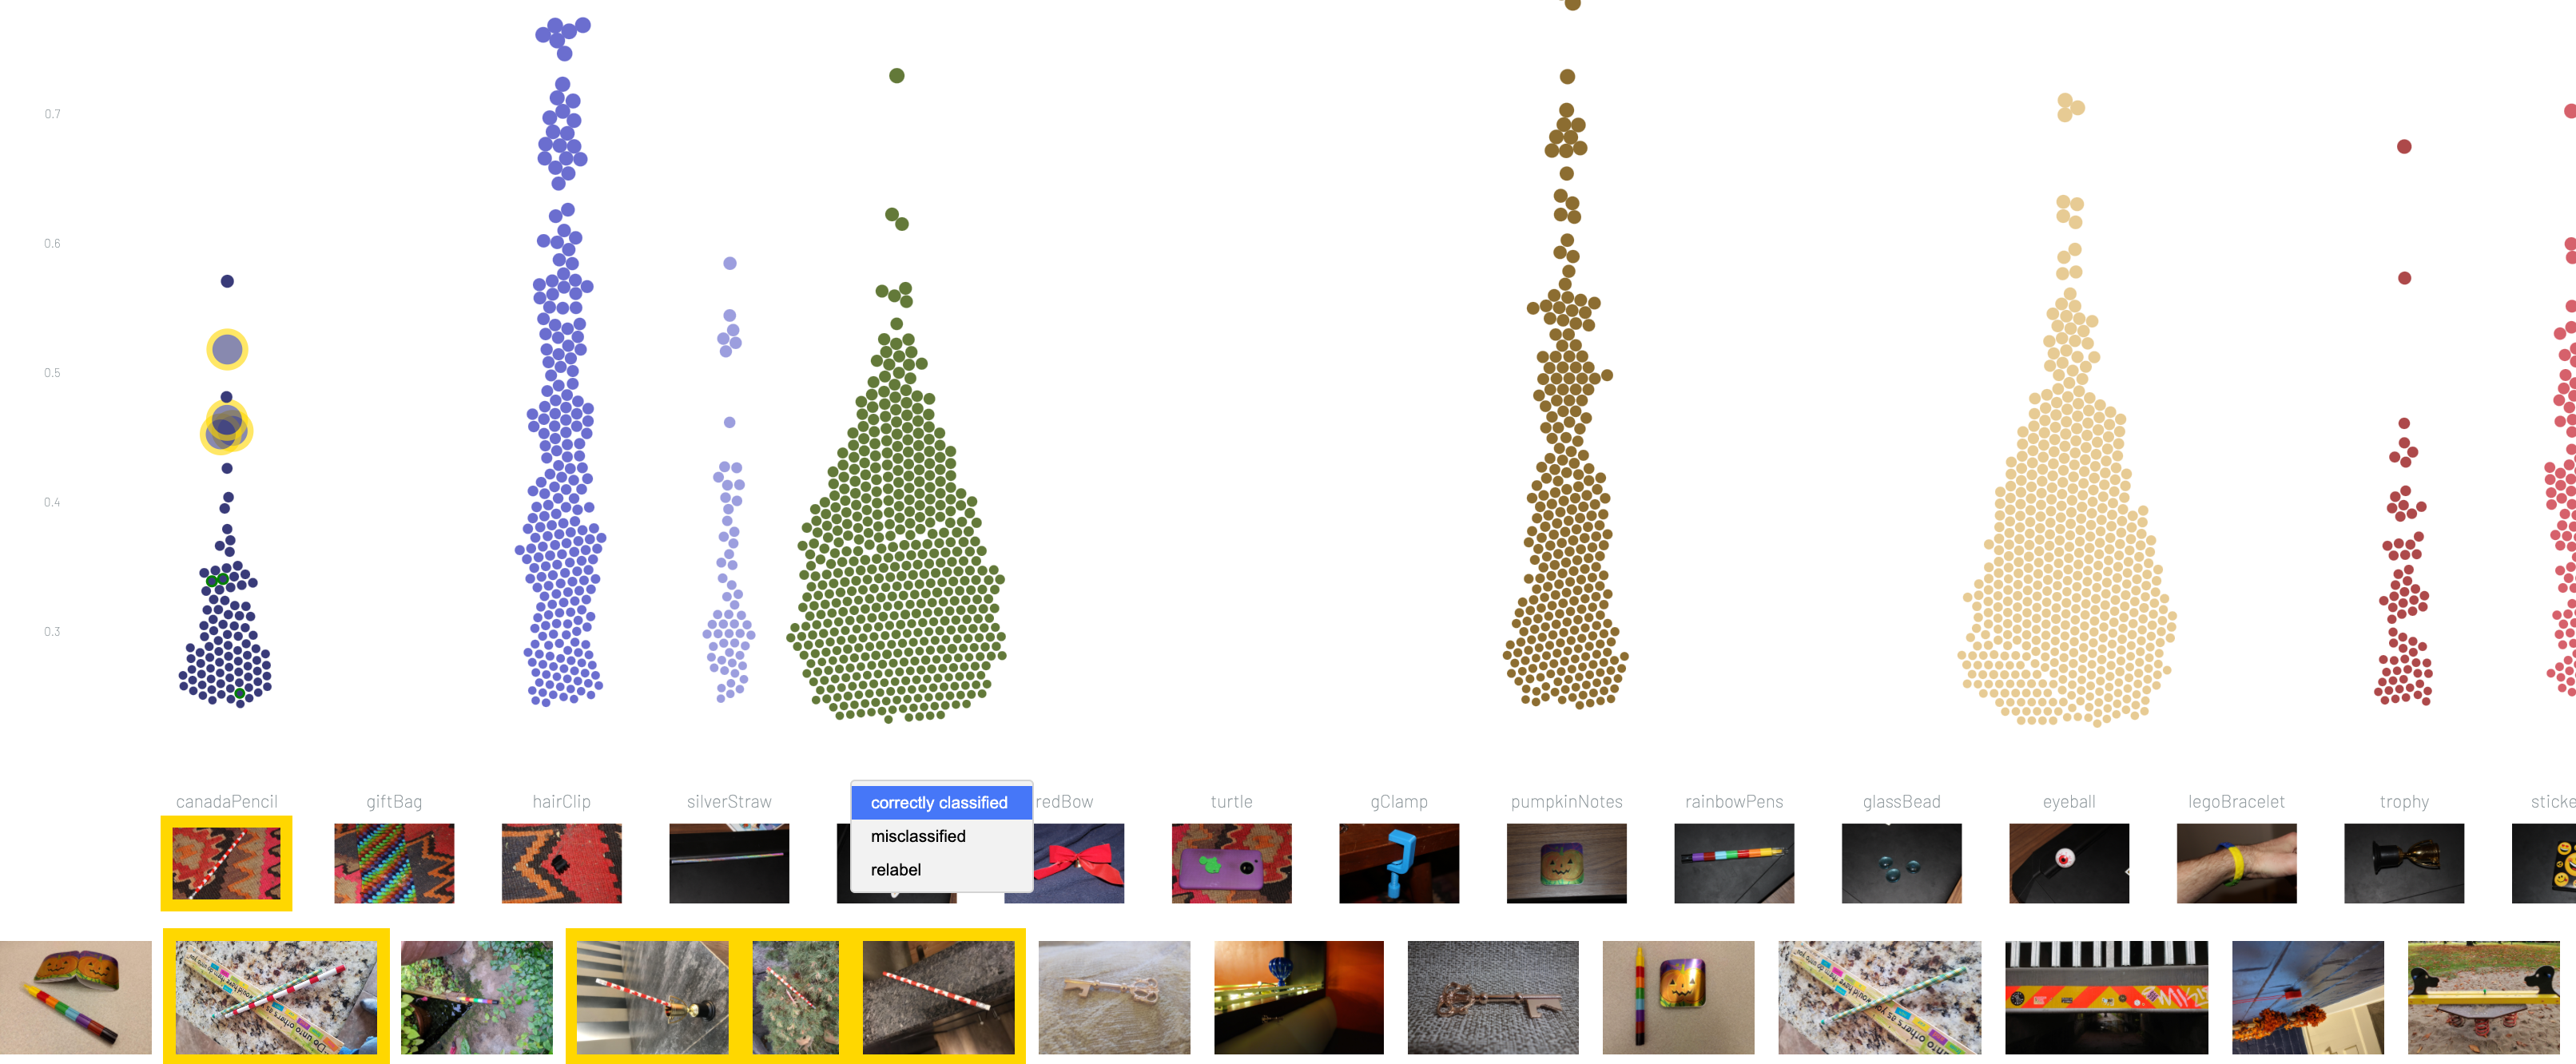 0.7
0.6
0.5
0.4
0.3
canadaPencil giftBag hairClip silverStraw redBow turtle gClamp pumpkinNotes rainbowPens glassBead eyeball legoBracelet trophy sticke
correctly classified
misclassified
relabel